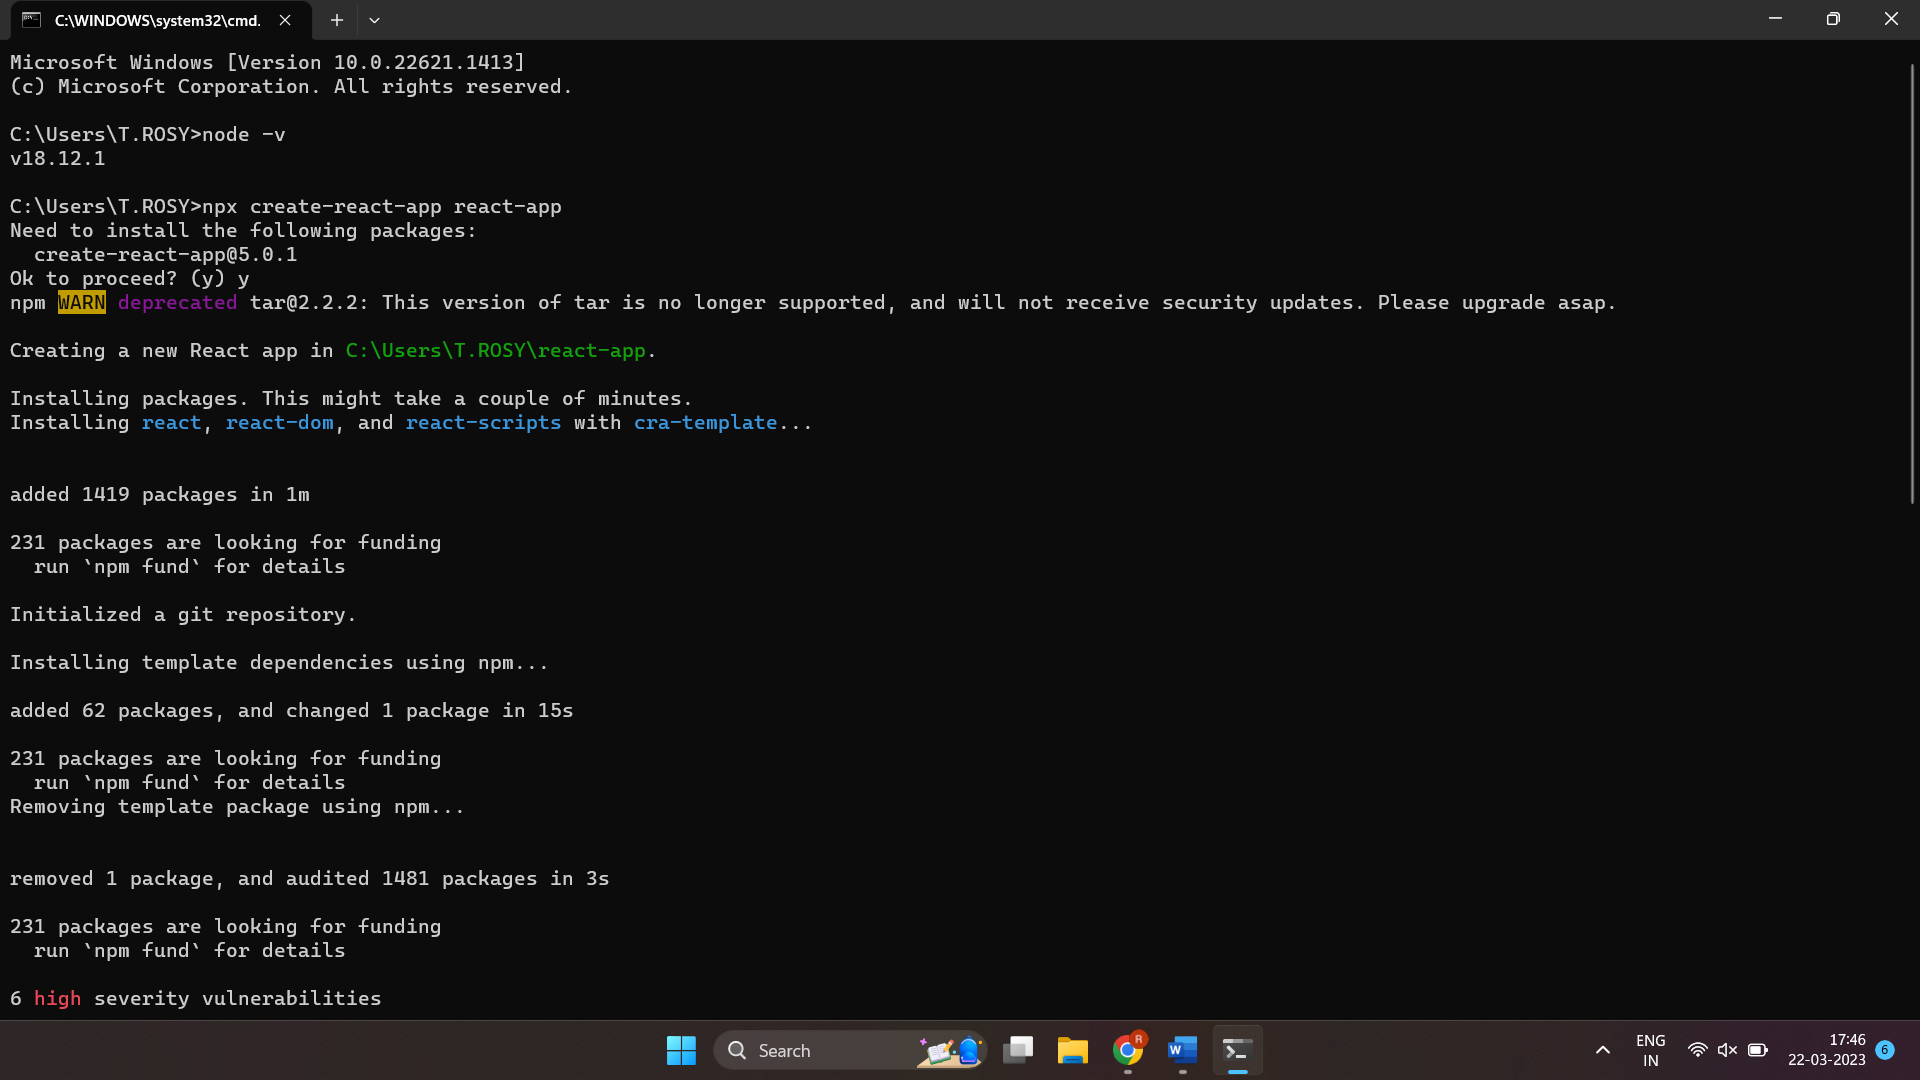 C:\WINDOWS\system32\cmd.
Microsoft Windows [Version 10.0.22621.1413]
(c) Microsoft Corporation. All rights reserved.
C:\Users\T.ROSY>node -v
v18.12.1
C:\Users\T.ROSY>npx create-react-app react-app
Need to install the following packages:
  create-react-app@5.0.1
Ok to proceed? (y) y
npm WARN deprecated tar@2.2.2: This version of tar is no longer supported, and will not receive security updates. Please upgrade asap.
Creating a new React app in C:\Users\T.ROSY\react-app.
Installing packages. This might take a couple of minutes.
Installing react, react-dom, and react-scripts with cra-template...
added 1419 packages in 1m
231 packages are looking for funding
  run `npm fund` for details
Initialized a git repository.
Installing template dependencies using npm...
added 62 packages, and changed 1 package in 15s
231 packages are looking for funding
  run `npm fund` for details
Removing template package using npm...
removed 1 package, and audited 1481 packages in 3s
231 packages are looking for funding
  run `npm fund` for details
6 high severity vulnerabilities
Search
R
W
ENG
IN
17:46
22-03-2023
6